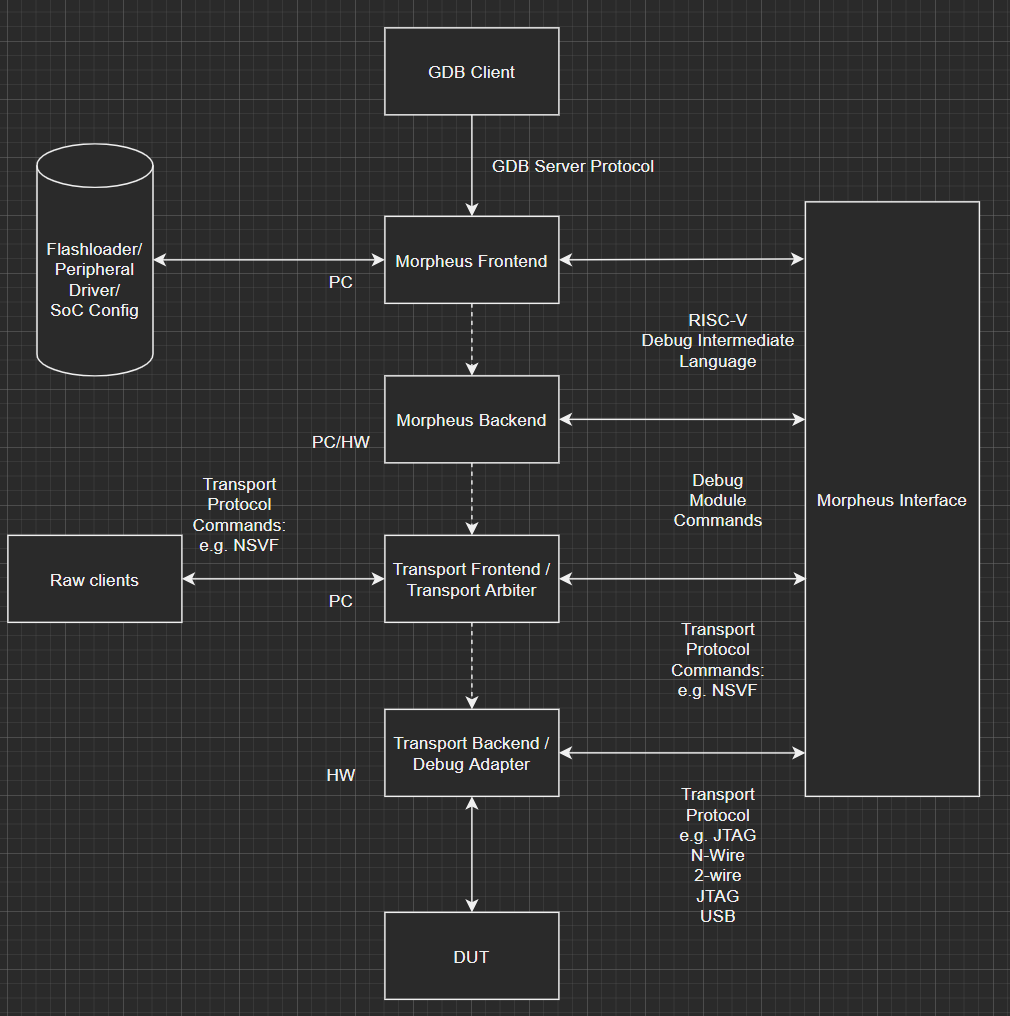 GDB Client
GDB Server Protocol
Flashloader/
Peripheral
Driver/
SoC Config
PC
Morpheus Frontend
RISC-V
Debug Intermediate
Language
Morpheus Backend
PC/HW
Debug
Module
Commands
Morpheus Interface
Transport
Protocol
Commands:
e.g. NSVF
Raw clients
PC
Transport Frontend /
Transport Arbiter
Transport
Protocol
Commands:
e.g. NSVF
Transport Backend /
Debug Adapter
HW
Transport
Protocol
e.g. JTAG
N-Wire
2-wire
JTAG
USB
DUT